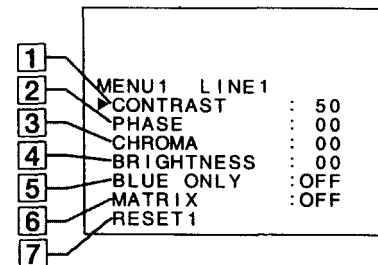 MENU1 LINE1
1 ▶CONTRAST : 50
2 PHASE : 00
3 CHROMA : 00
4 BRIGHTNESS : 00
5 BLUE ONLY :OFF
6 MATRIX :OFF
7 RESET1